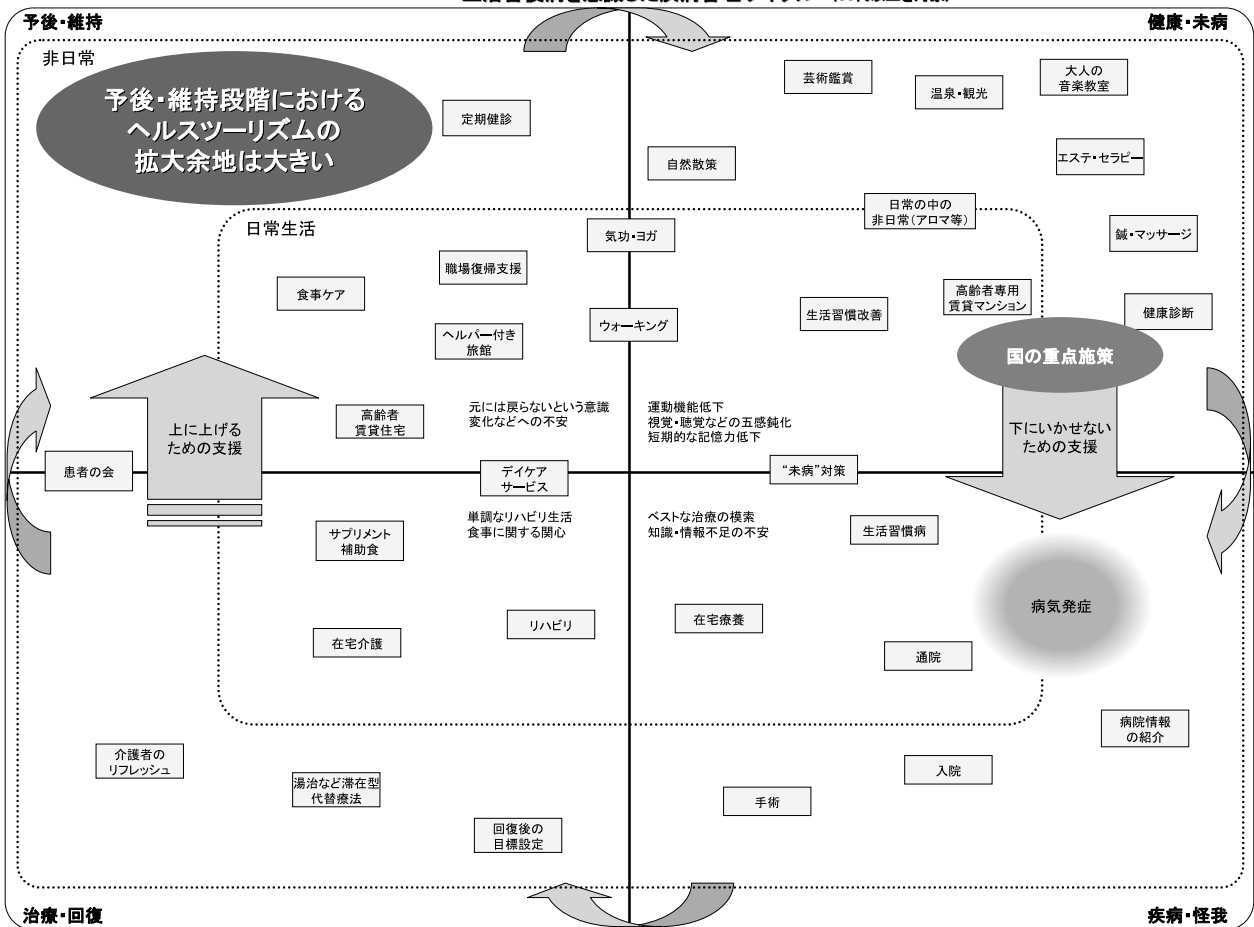 予後・維持
健康・未病
非日常
予後・維持段階における
ヘルスツーリズムの
拡大余地は大きい
定期健診
芸術鑑賞
温泉・観光
大人の
音楽教室
自然散策
エステ・セラピー
日常生活
気功・ヨガ
日常の中の
非日常（アロマ等）
鍼・マッサージ
職場復帰支援
食事ケア
高齢者専用
賃貸マンション
健康診断
生活習慣改善
ウォーキング
ヘルパー付き
旅館
国の重点施策
高齢者
賃貸住宅
元には戻らないという意識
変化などへの不安
運動機能低下
視覚・聴覚などの五感鈍化
短期的な記憶力低下
上に上げる
ための支援
下にいかせない
ための支援
患者の会
デイケア
サービス
“未病”対策
サプリメント
補助食
単調なリハビリ生活
食事に関する関心
ベストな治療の模索
知識・情報不足の不安
生活習慣病
病気発症
在宅介護
リハビリ
在宅療養
通院
病院情報
の紹介
介護者の
リフレッシュ
湯治など滞在型
代替療法
入院
手術
回復後の
目標設定
治療・回復
疾病・怪我